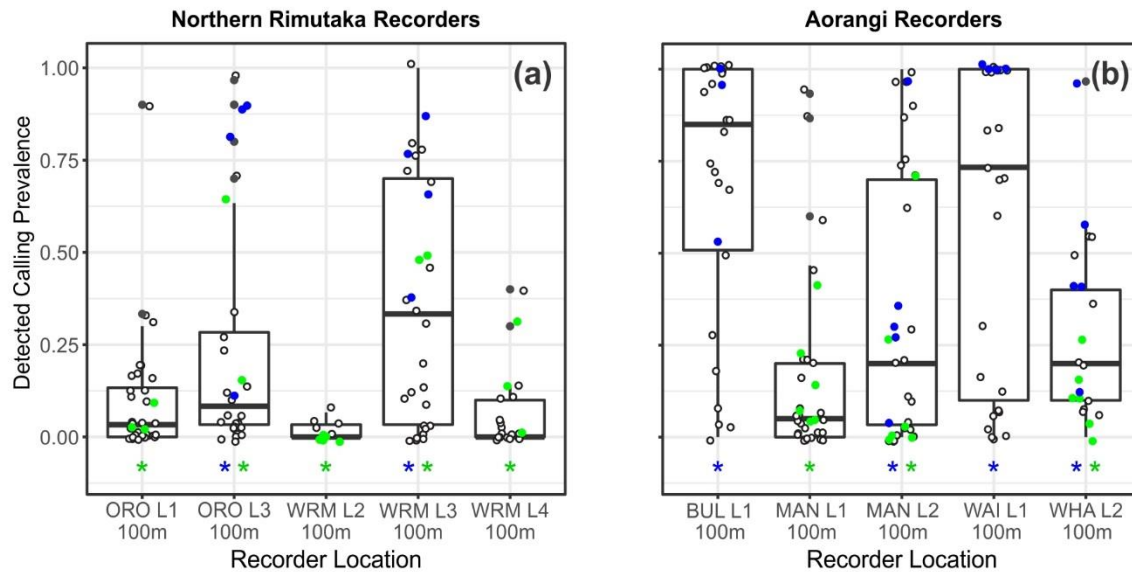 Northern Rimutaka Recorders
Aorangi Recorders
(a)
(b)
Detected Calling Prevalence
1.00
0.75
0.50
0.25
0.00
* * * * * * *
* * * * * * *
ORO L1 ORO L3 WRM L2 WRM L3 WRM L4
100m 100m 100m 100m 100m
BUL L1 MAN L1 MAN L2 WAI L1 WHA L2
100m 100m 100m 100m 100m
Recorder Location
Recorder Location